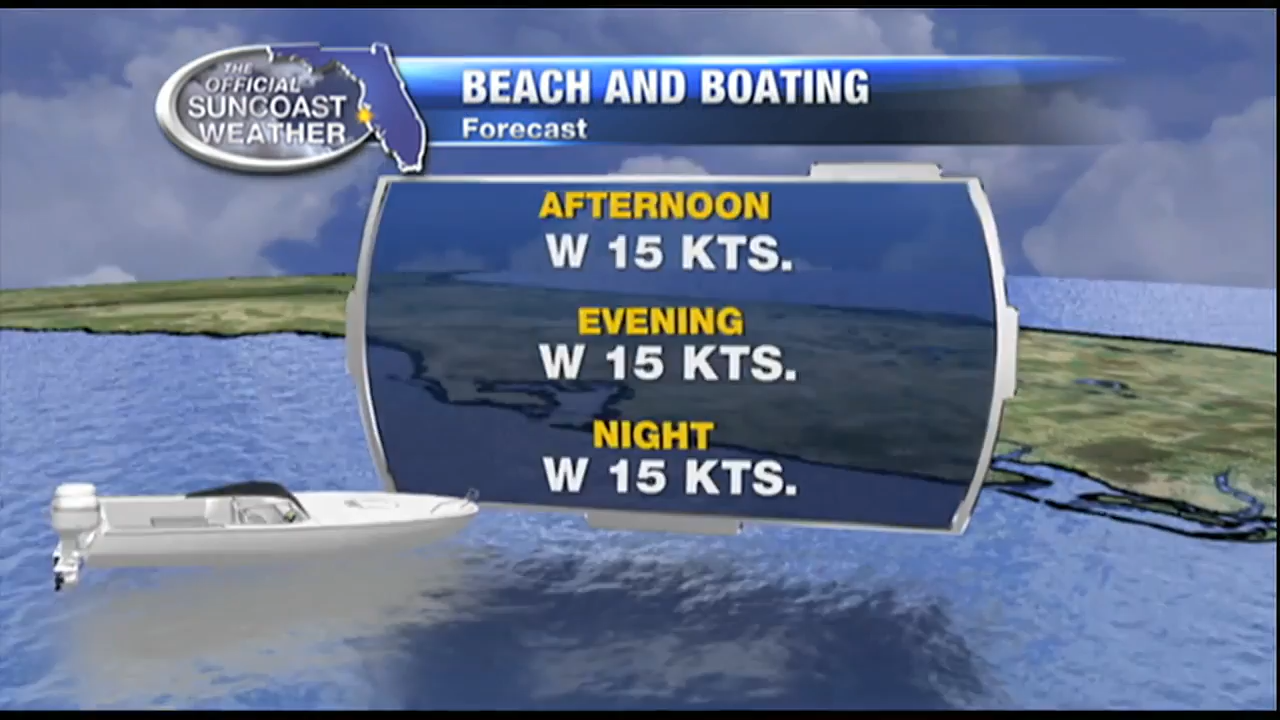 THE
OFFICIAL
SUNCOAST
WEATHER
BEACH AND BOATING
Forecast
AFTERNOON
W 15 KTS.
EVENING
W 15 KTS.
NIGHT
W 15 KTS.